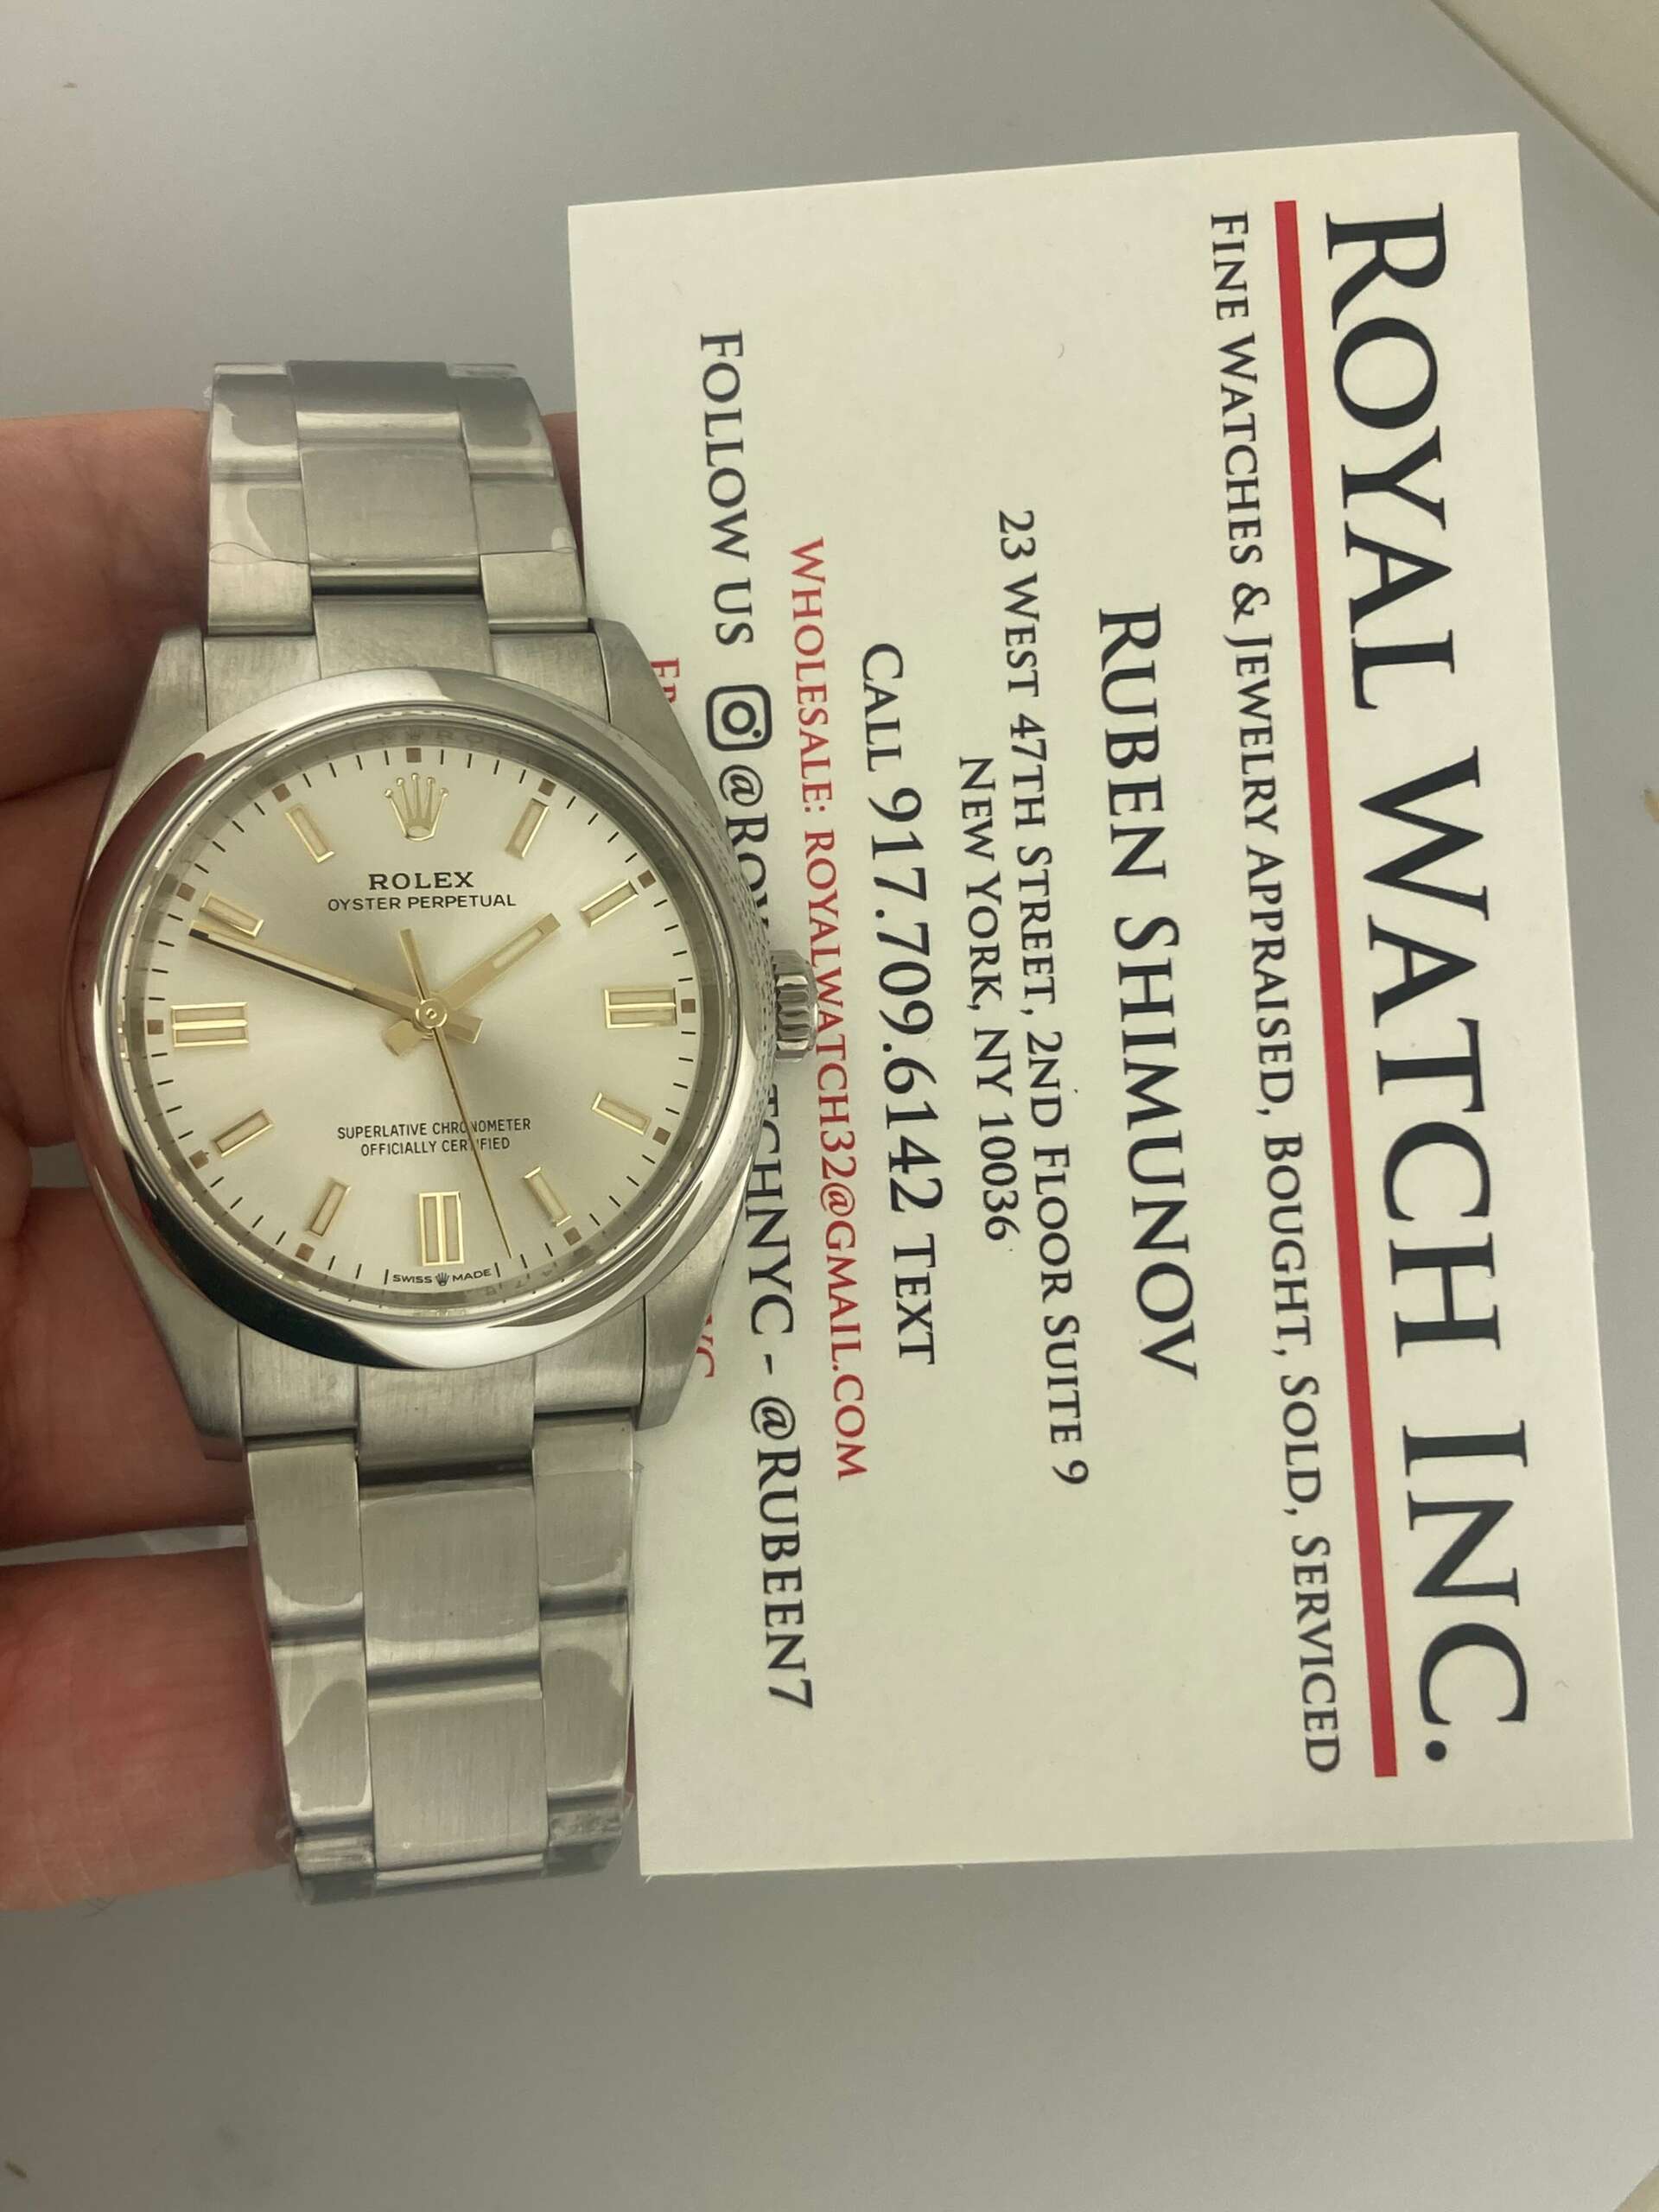 ROYAL WATCH INC.
FINE WATCHES & JEWELRY APPRAISED, BOUGHT, SOLD, SERVICED
RUBEN SHIMUNOV
23 WEST 47TH STREET, 2ND FLOOR SUITE 9
NEW YORK, NY 10036
CALL 917.709.6142 TEXT
WHOLESALE: ROYALWATCH32@GMAIL.COM
FOLLOW US @ROY TCHNYC - @RUBEEN7
ROLEX
OYSTER PERPETUAL
SUPERLATIVE CHRONOMETER
OFFICIALLY CERTIFIED
SWISS MADE